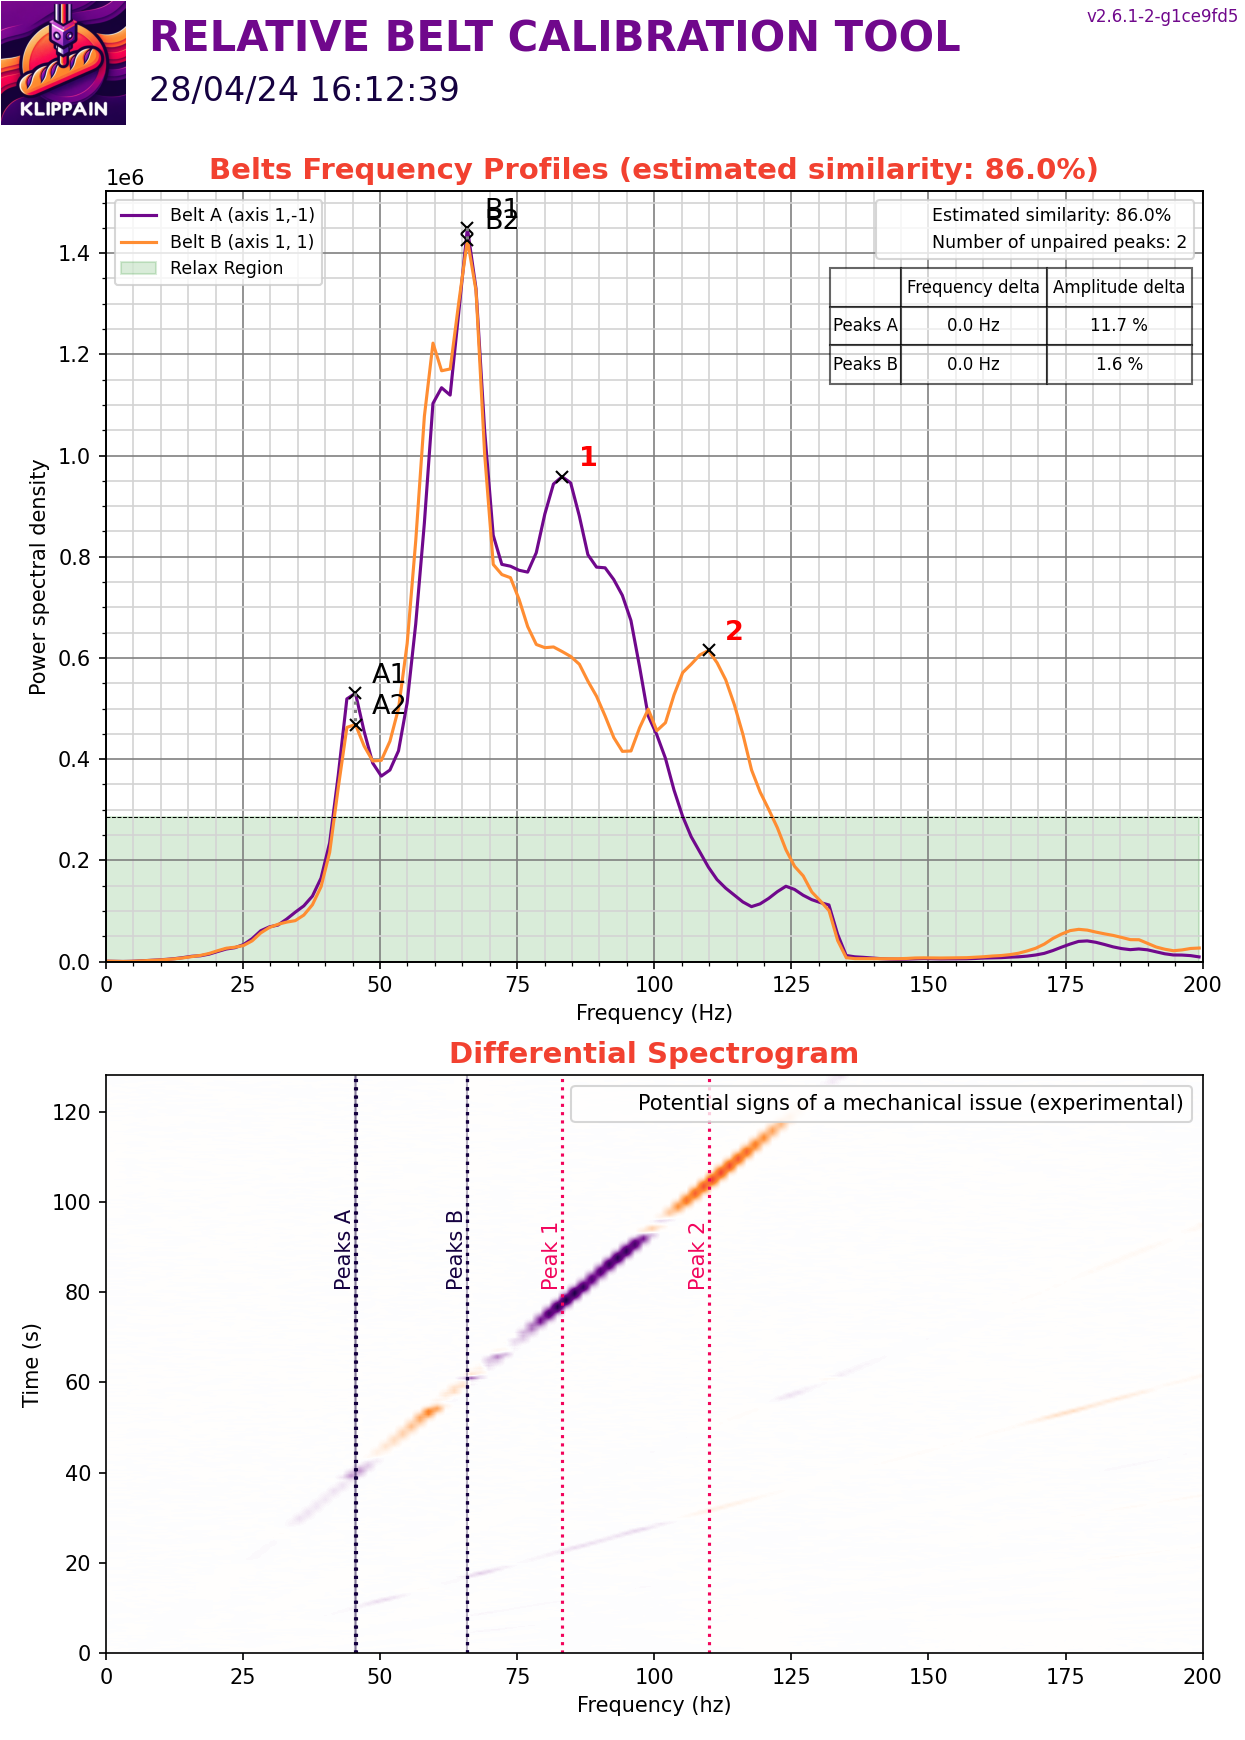 v2.6.1-2-g1ce9fd5
RELATIVE BELT CALIBRATION TOOL
28/04/24 16:12:39
KLIPPAIN
Belts Frequency Profiles (estimated similarity: 86.0%)
1e6
Belt A (axis 1,-1)
Belt B (axis 1, 1)
Relax Region
Estimated similarity: 86.0%
Number of unpaired peaks: 2
Frequency delta Amplitude delta
Peaks A 0.0 Hz 11.7 %
Peaks B 0.0 Hz 1.6 %
B1
B2
1
2
A1
A2
1.4
1.2
1.0
0.8
0.6
0.4
0.2
0.0
Power spectral density
0 25 50 75 100 125 150 175 200
Frequency (Hz)
Differential Spectrogram
Potential signs of a mechanical issue (experimental)
Peaks A
Peaks B
Peak 1
Peak 2
120
100
80
60
40
20
0
Time (s)
0 25 50 75 100 125 150 175 200
Frequency (hz)